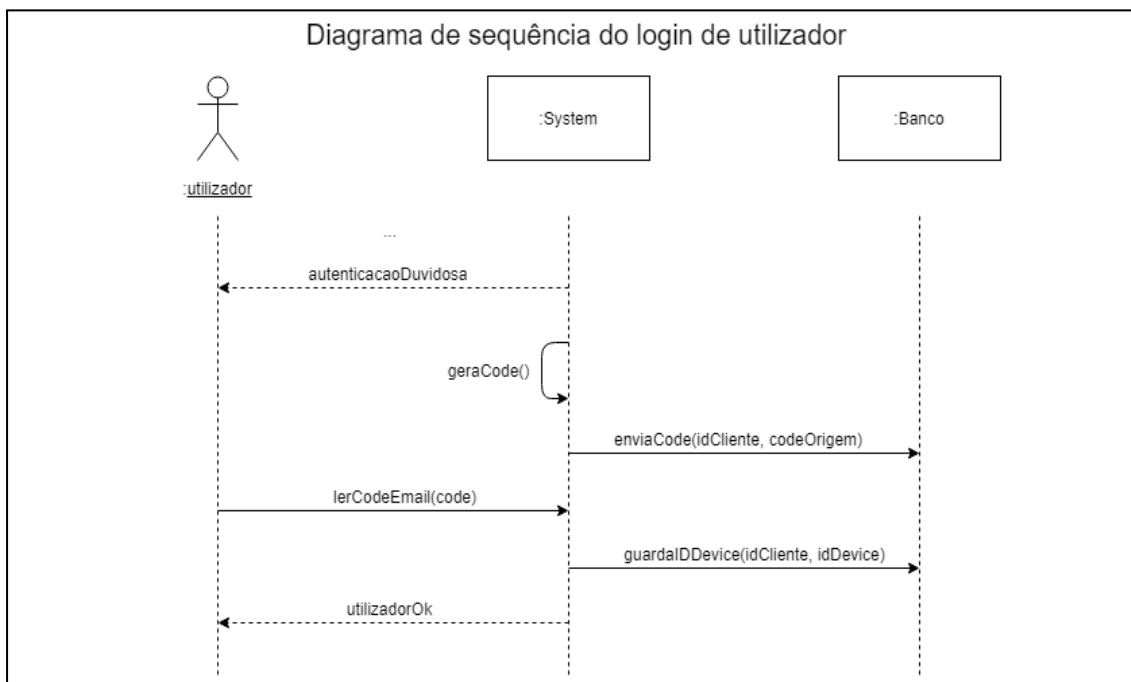 Diagrama de sequência do login de utilizador
:System
:Banco
:utilizador
...
autenticacaoDuvidosa
geraCode()
enviaCode(idCliente, codeOrigem)
lerCodeEmail(code)
guardaIDDevice(idCliente, idDevice)
utilizadorOk